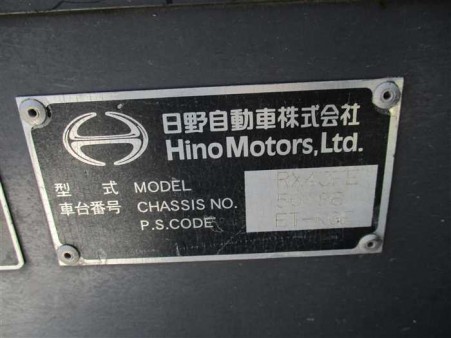 日野自動車株式会社
Hino Motors, Ltd.
型 式 MODEL
車台番号 CHASSIS NO.
P.S.CODE